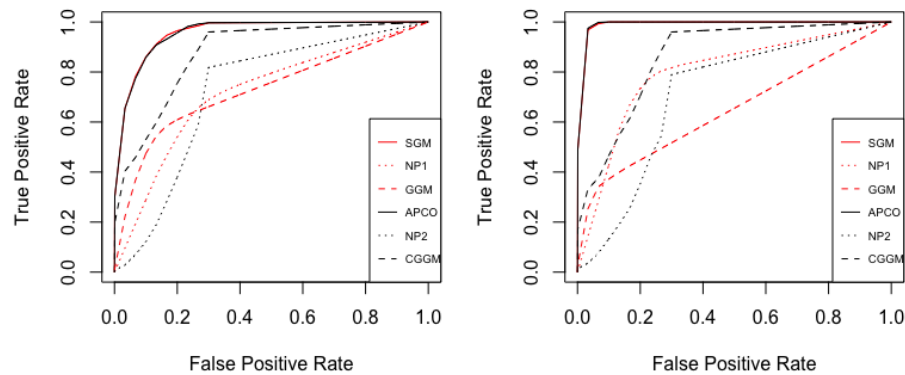 True Positive Rate
1.0
0.8
0.6
0.4
0.2
0.0
SGM
NP1
GGM
APCO
NP2
CGGM
0.0 0.2 0.4 0.6 0.8 1.0
False Positive Rate
True Positive Rate
1.0
0.8
0.6
0.4
0.2
0.0
SGM
NP1
GGM
APCO
NP2
CGGM
0.0 0.2 0.4 0.6 0.8 1.0
False Positive Rate